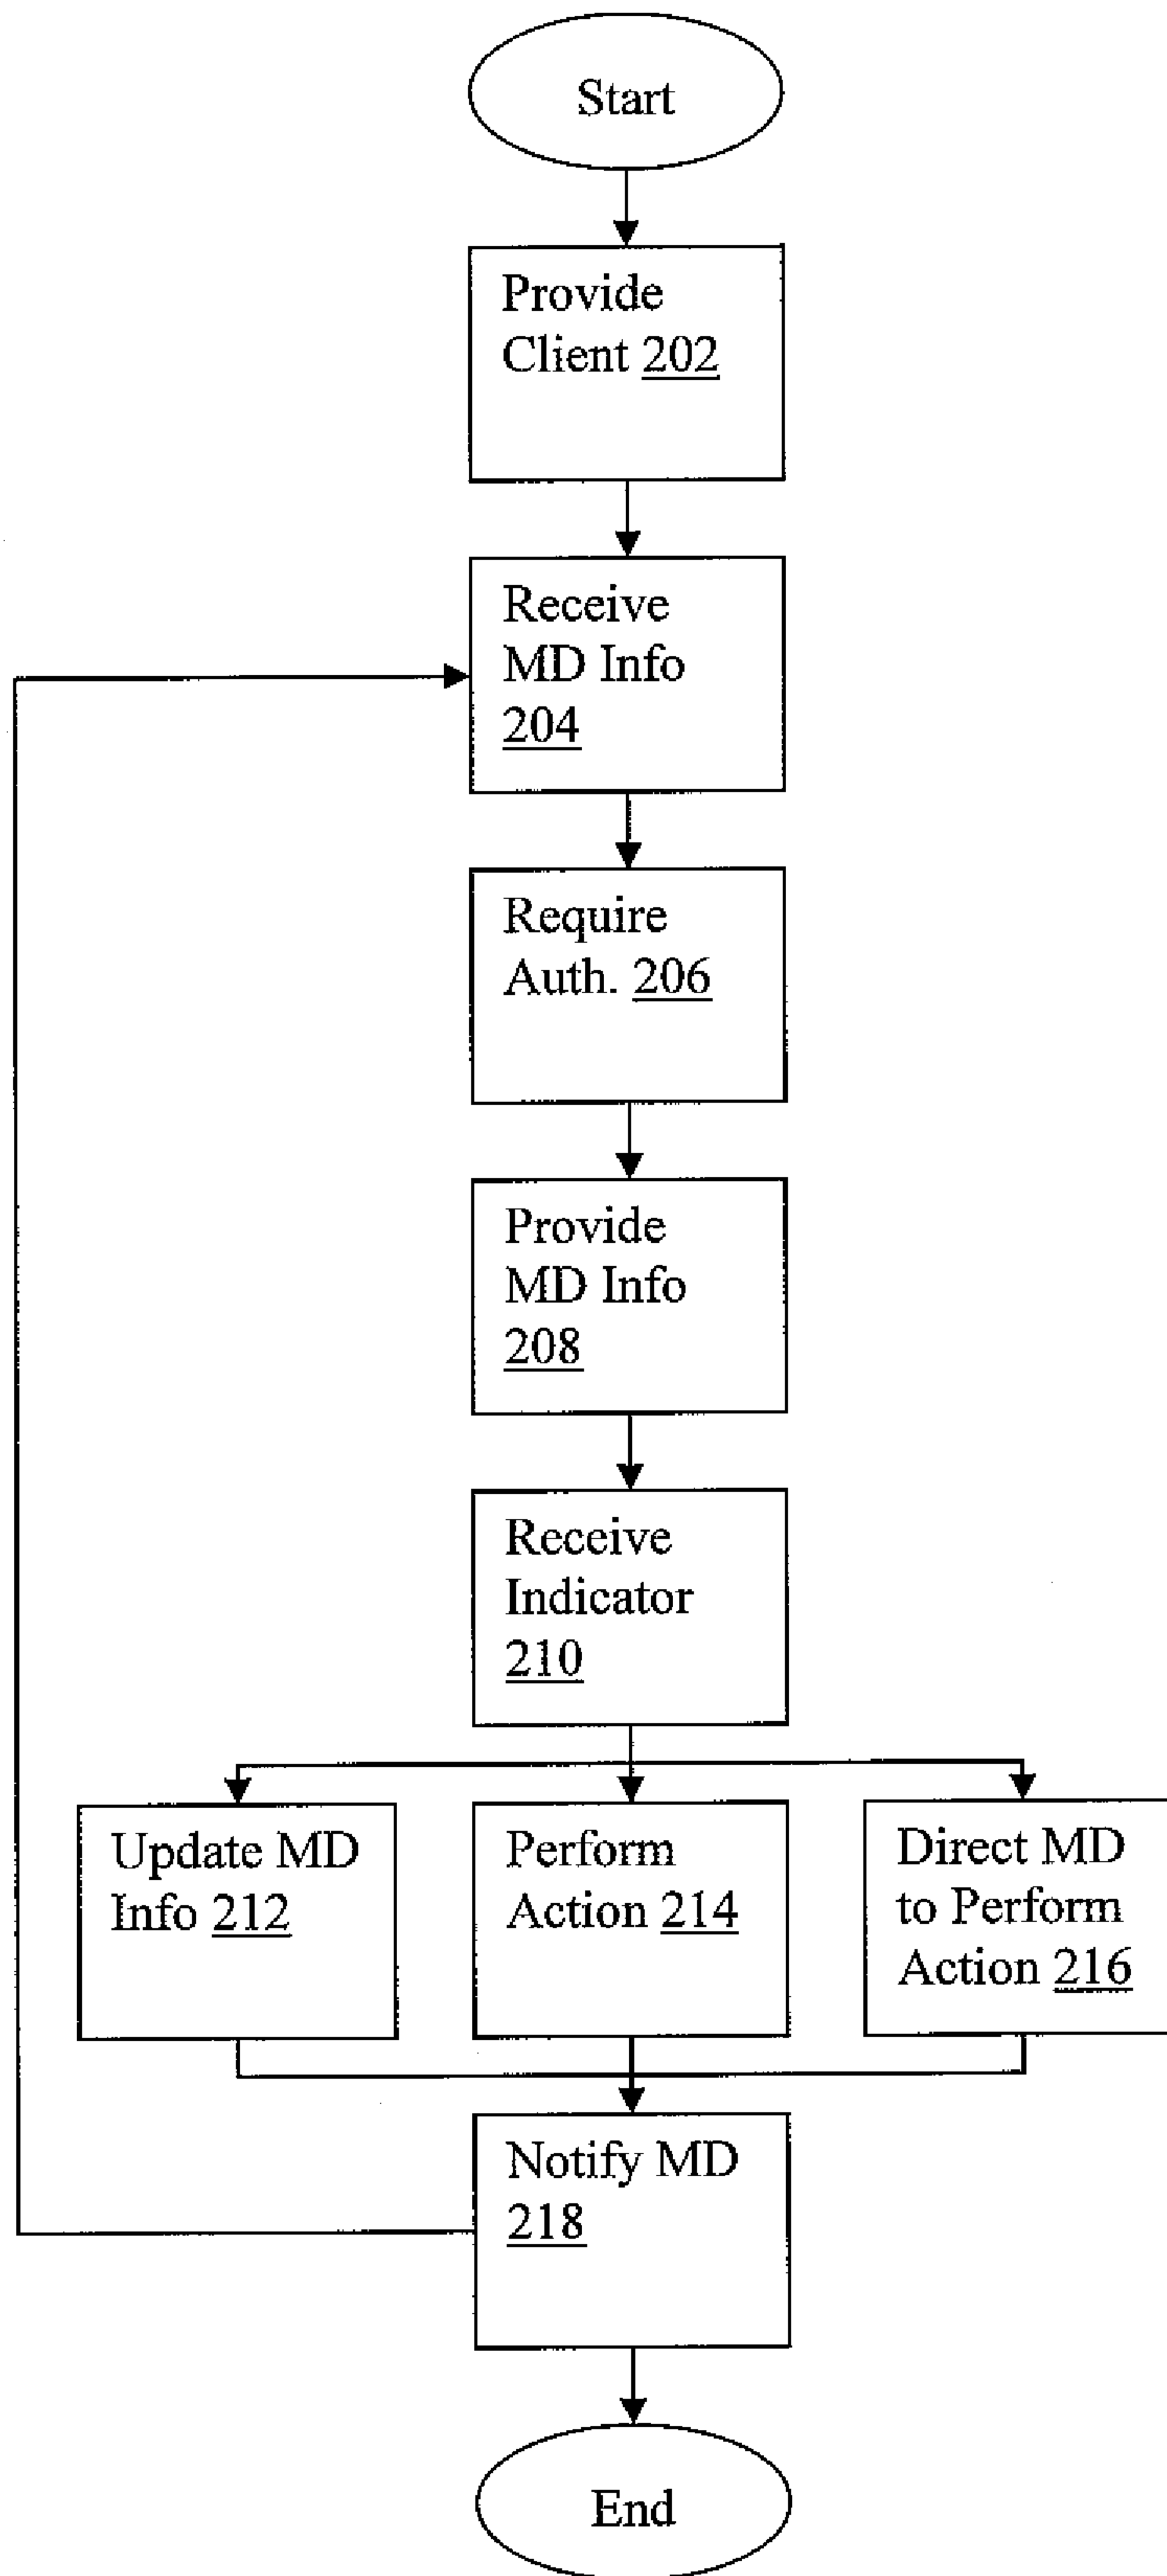 Start
Provide
Client 202
Receive
MD Info
204
Require
Auth. 206
Provide
MD Info
208
Receive
Indicator
210
Update MD
Info 212
Perform
Action 214
Direct MD
to Perform
Action 216
Notify MD
218
End